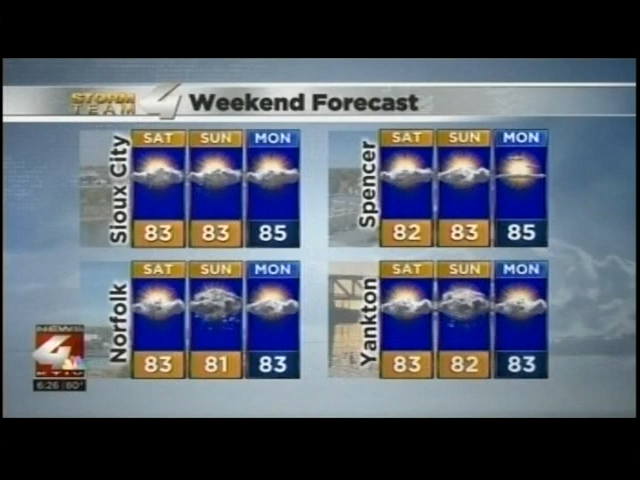 STORM TEAM 4 Weekend Forecast
Sioux City
SAT SUN MON
83 83 85
Spencer
SAT SUN MON
82 83 85
Norfolk
SAT SUN MON
83 81 83
Yankton
SAT SUN MON
83 82 83
NEWS
4
6:26 80°